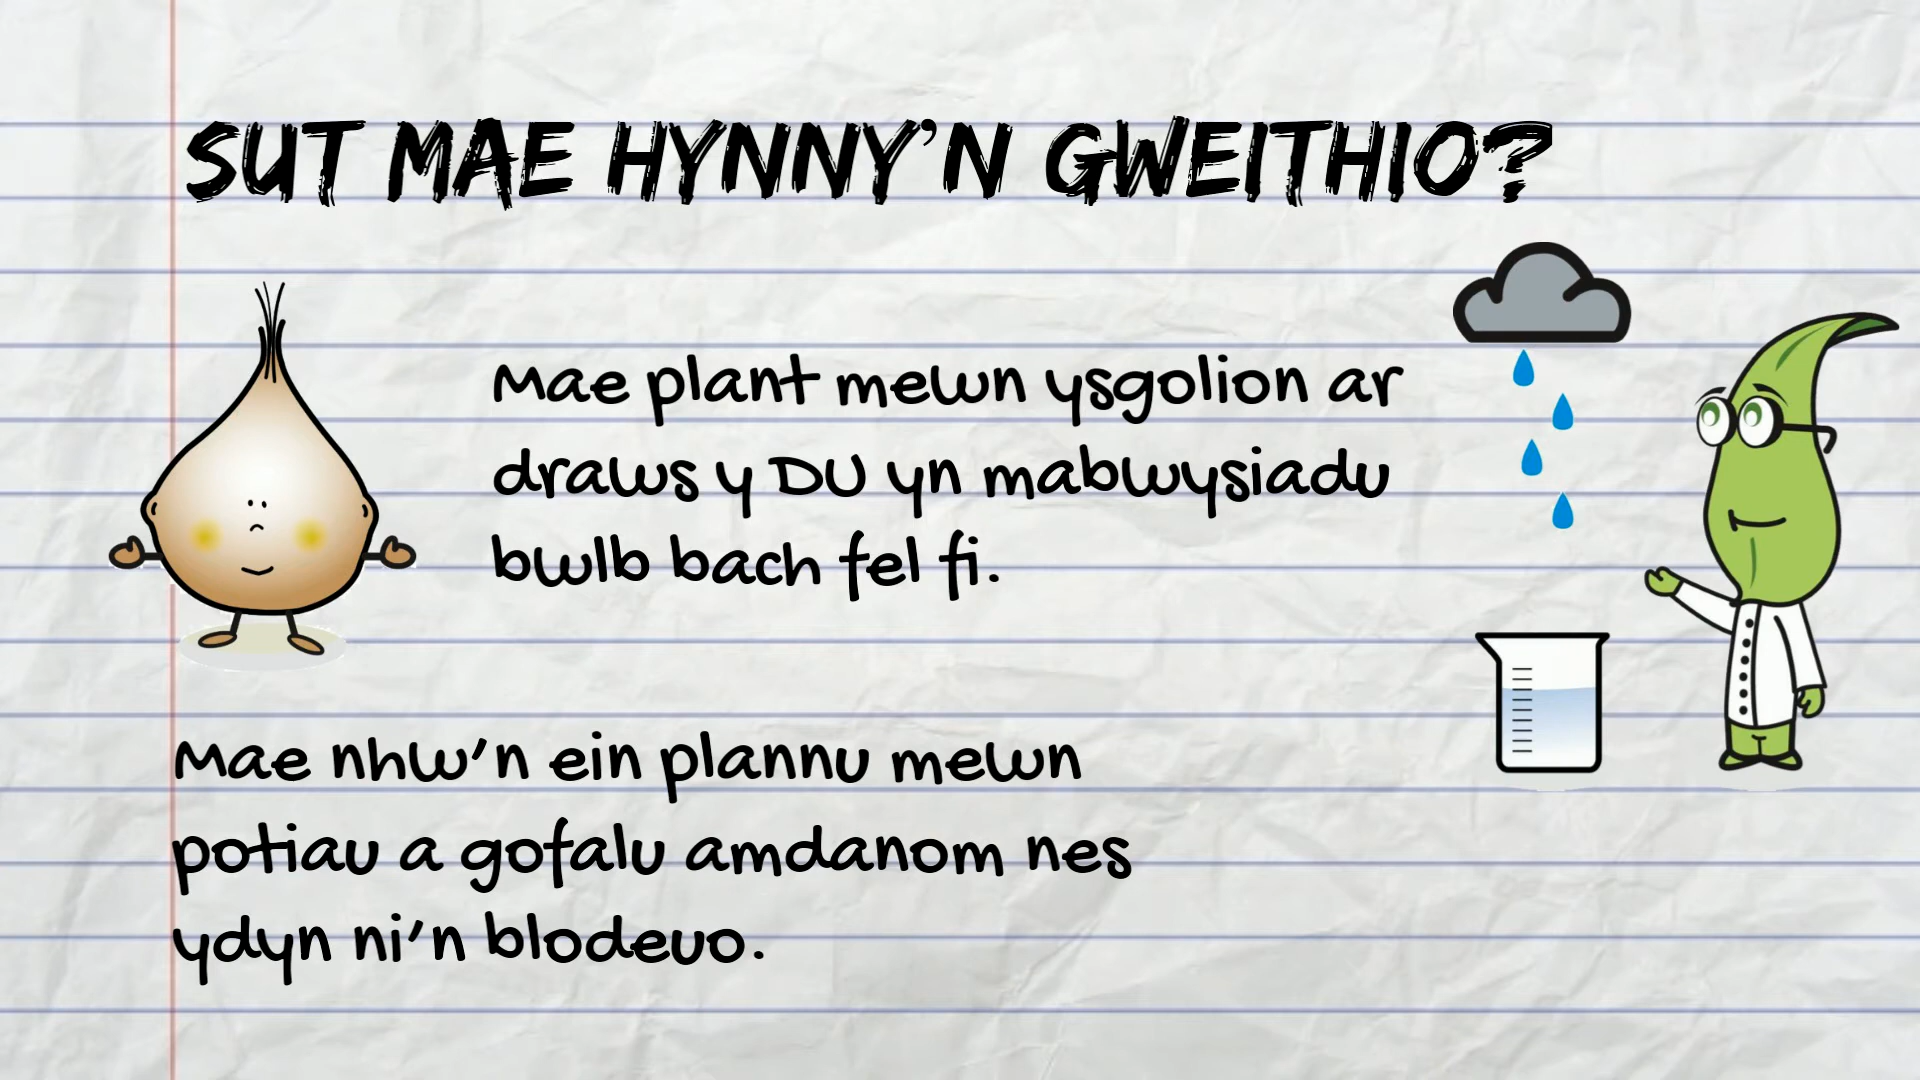 SUT MAE HYNNY'N GWEITHIO?
Mae plant mewn ysgolion ar
draws y DU yn mabwysiadu
bwlb bach fel fi.
Mae nhw'n ein plannu mewn
potiau a gofalu amdanom nes
ydyn ni'n blodeuo.